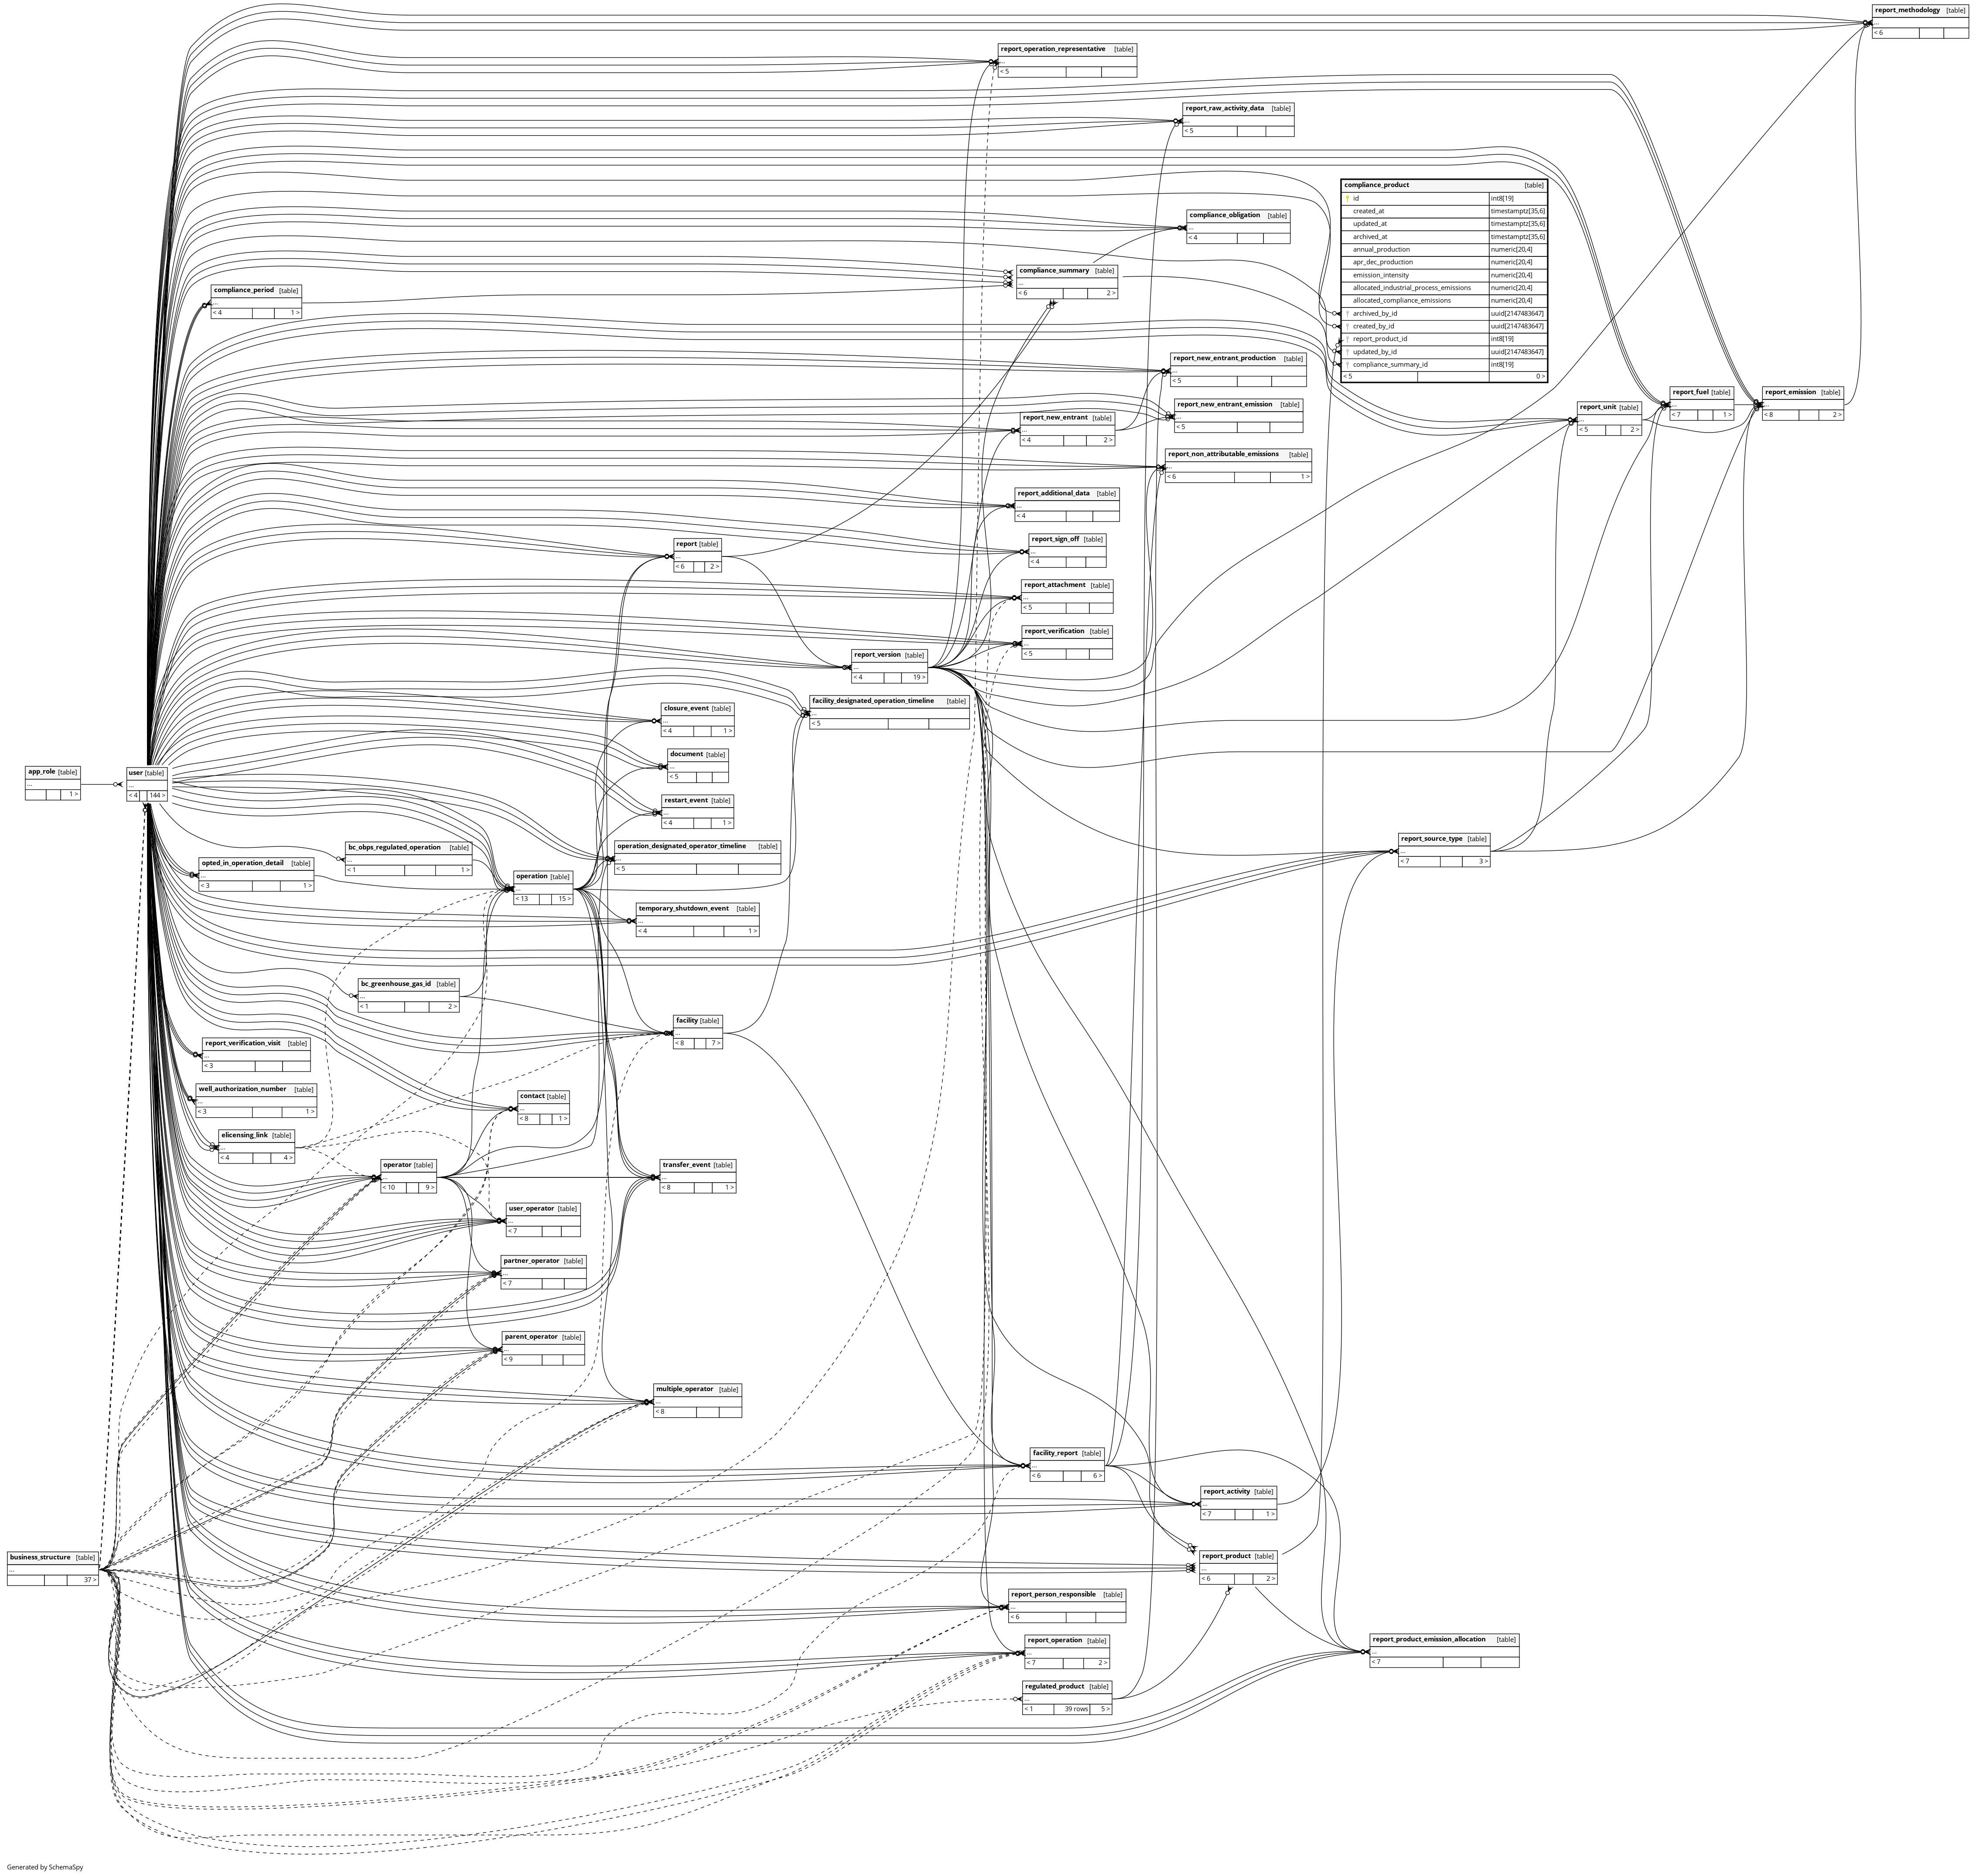 report_methodology [table]
...
< 6
report_operation_representative [table]
...
< 5
report_raw_activity_data [table]
...
< 5
compliance_product [table]
id int8[19]
created_at timestamptz[35,6]
updated_at timestamptz[35,6]
archived_at timestamptz[35,6]
annual_production numeric[20,4]
apr_dec_production numeric[20,4]
emission_intensity numeric[20,4]
allocated_industrial_process_emissions numeric[20,4]
allocated_compliance_emissions numeric[20,4]
archived_by_id uuid[2147483647]
created_by_id uuid[2147483647]
report_product_id int8[19]
updated_by_id uuid[2147483647]
compliance_summary_id int8[19]
< 5 0 >
compliance_obligation [table]
...
< 4
compliance_summary [table]
...
< 6 2 >
compliance_period [table]
...
< 4 1 >
report_new_entrant_production [table]
...
< 5
report_new_entrant_emission [table]
...
< 5
report_new_entrant [table]
...
< 4 2 >
report_unit [table]
...
< 5 2 >
report_fuel [table]
...
< 7 1 >
report_emission [table]
...
< 8 2 >
report_non_attributable_emissions [table]
...
< 6 1 >
report_additional_data [table]
...
< 4
report_sign_off [table]
...
< 4
report [table]
...
< 6 2 >
report_attachment [table]
...
< 5
report_verification [table]
...
< 5
report_version [table]
...
< 4 19 >
facility_designated_operation_timeline [table]
...
< 5
closure_event [table]
...
< 4 1 >
document [table]
...
< 5
app_role [table]
...
1 >
user [table]
...
< 4 144 >
restart_event [table]
...
< 4 1 >
report_source_type [table]
...
< 7 3 >
bc_obps_regulated_operation [table]
...
< 1 1 >
operation_designated_operator_timeline [table]
...
< 5
opted_in_operation_detail [table]
...
< 3 1 >
operation [table]
...
< 13 15 >
temporary_shutdown_event [table]
...
< 4 1 >
bc_greenhouse_gas_id [table]
...
< 1 2 >
facility [table]
...
< 8 7 >
report_verification_visit [table]
...
< 3
well_authorization_number [table]
...
< 3 1 >
contact [table]
...
< 8 1 >
elicensing_link [table]
...
< 4 4 >
operator [table]
...
< 10 9 >
transfer_event [table]
...
< 8 1 >
user_operator [table]
...
< 7
partner_operator [table]
...
< 7
parent_operator [table]
...
< 9
multiple_operator [table]
...
< 8
facility_report [table]
...
< 6 6 >
report_activity [table]
...
< 7 1 >
business_structure [table]
...
37 >
report_product [table]
...
< 6 2 >
report_person_responsible [table]
...
< 6
report_operation [table]
...
< 7 2 >
report_product_emission_allocation [table]
...
< 7
regulated_product [table]
...
< 1 39 rows 5 >
Generated by SchemaSpy